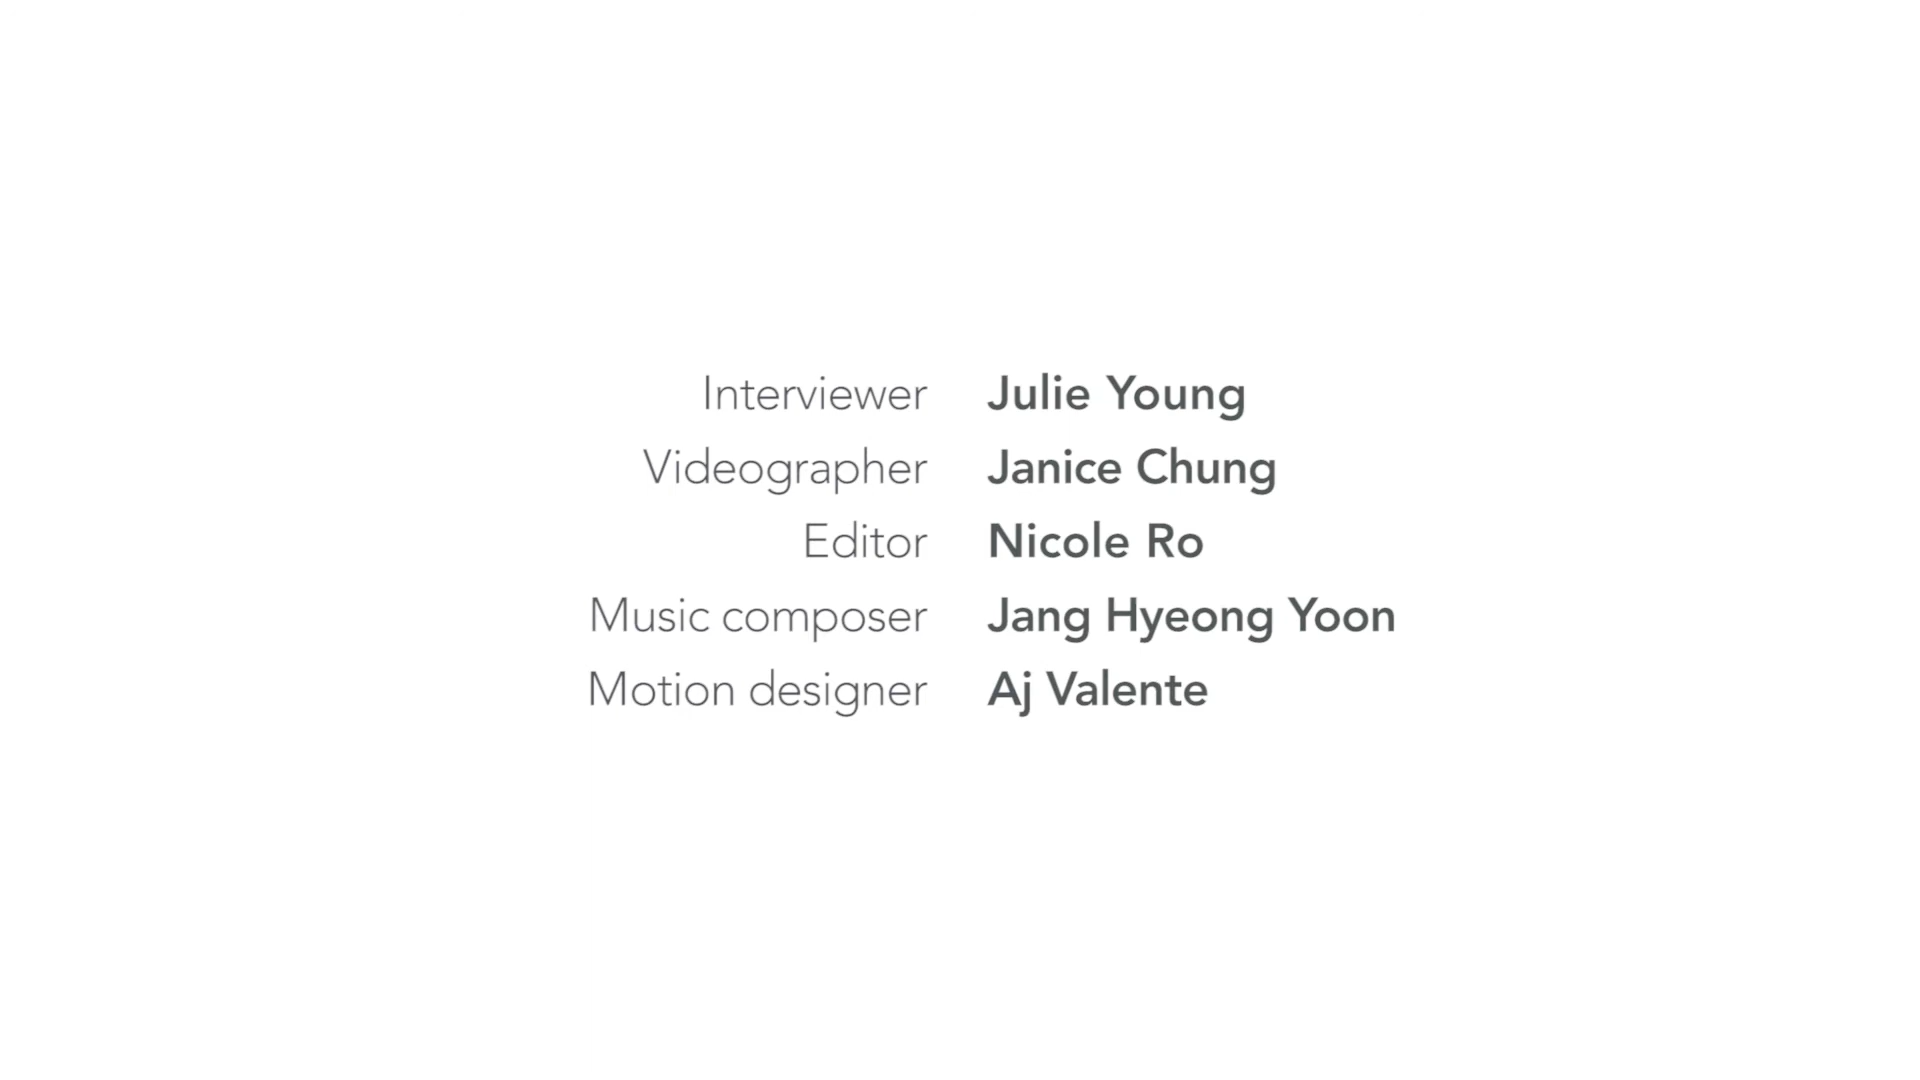 Interviewer Julie Young
Videographer Janice Chung
Editor Nicole Ro
Music composer Jang Hyeong Yoon
Motion designer Aj Valente